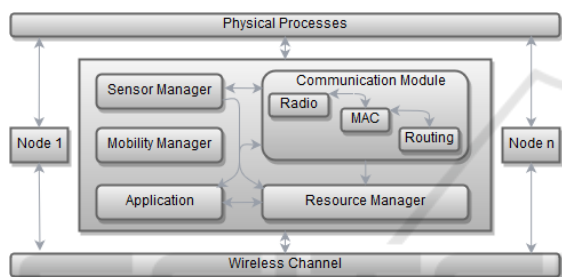 Physical Processes
Communication Module
Sensor Manager
Radio
MAC
Node 1
Mobility Manager
Routing
Node n
Application
Resource Manager
Wireless Channel